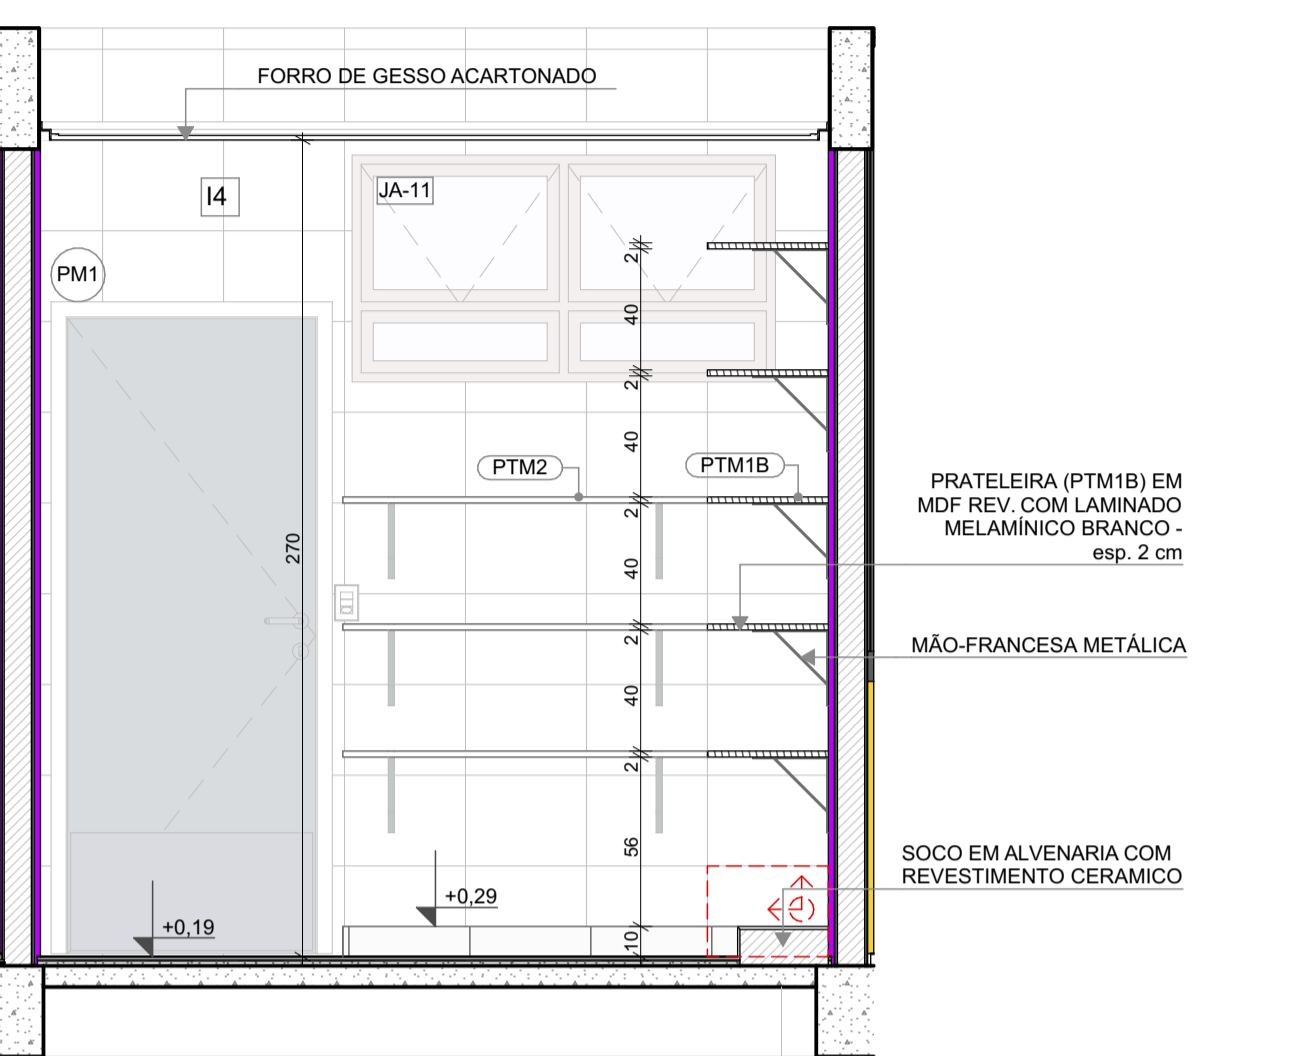 FORRO DE GESSO ACARTONADO
I4
JA-11
PM1
2
40
2
40
PTM2
PTM1B
2
40
2
40
2
56
10
270
PRATELEIRA (PTM1B) EM
MDF REV. COM LAMINADO
MELAMÍNICO BRANCO -
esp. 2 cm
MÃO-FRANCESA METÁLICA
SOCO EM ALVENARIA COM
REVESTIMENTO CERAMICO
+0,29
+0,19